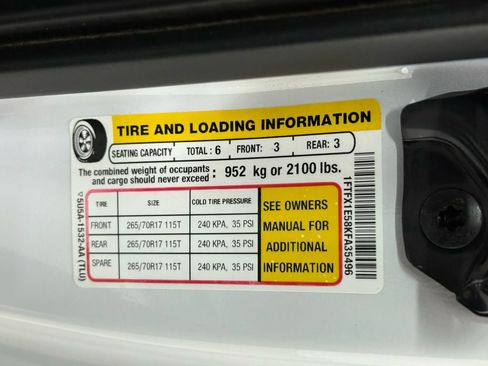 TIRE AND LOADING INFORMATION
SEATING CAPACITY TOTAL : 6 FRONT: 3 REAR: 3
The combined weight of occupants
and cargo should never exceed : 952 kg or 2100 lbs.
TIRE SIZE COLD TIRE PRESSURE
FRONT 265/70R17 115T 240 KPA, 35 PSI
REAR 265/70R17 115T 240 KPA, 35 PSI
SPARE 265/70R17 115T 240 KPA, 35 PSI
SEE OWNERS
MANUAL FOR
ADDITIONAL
INFORMATION
5U5A-1532-AA (TLU)
1FTFX1E58KFA35496